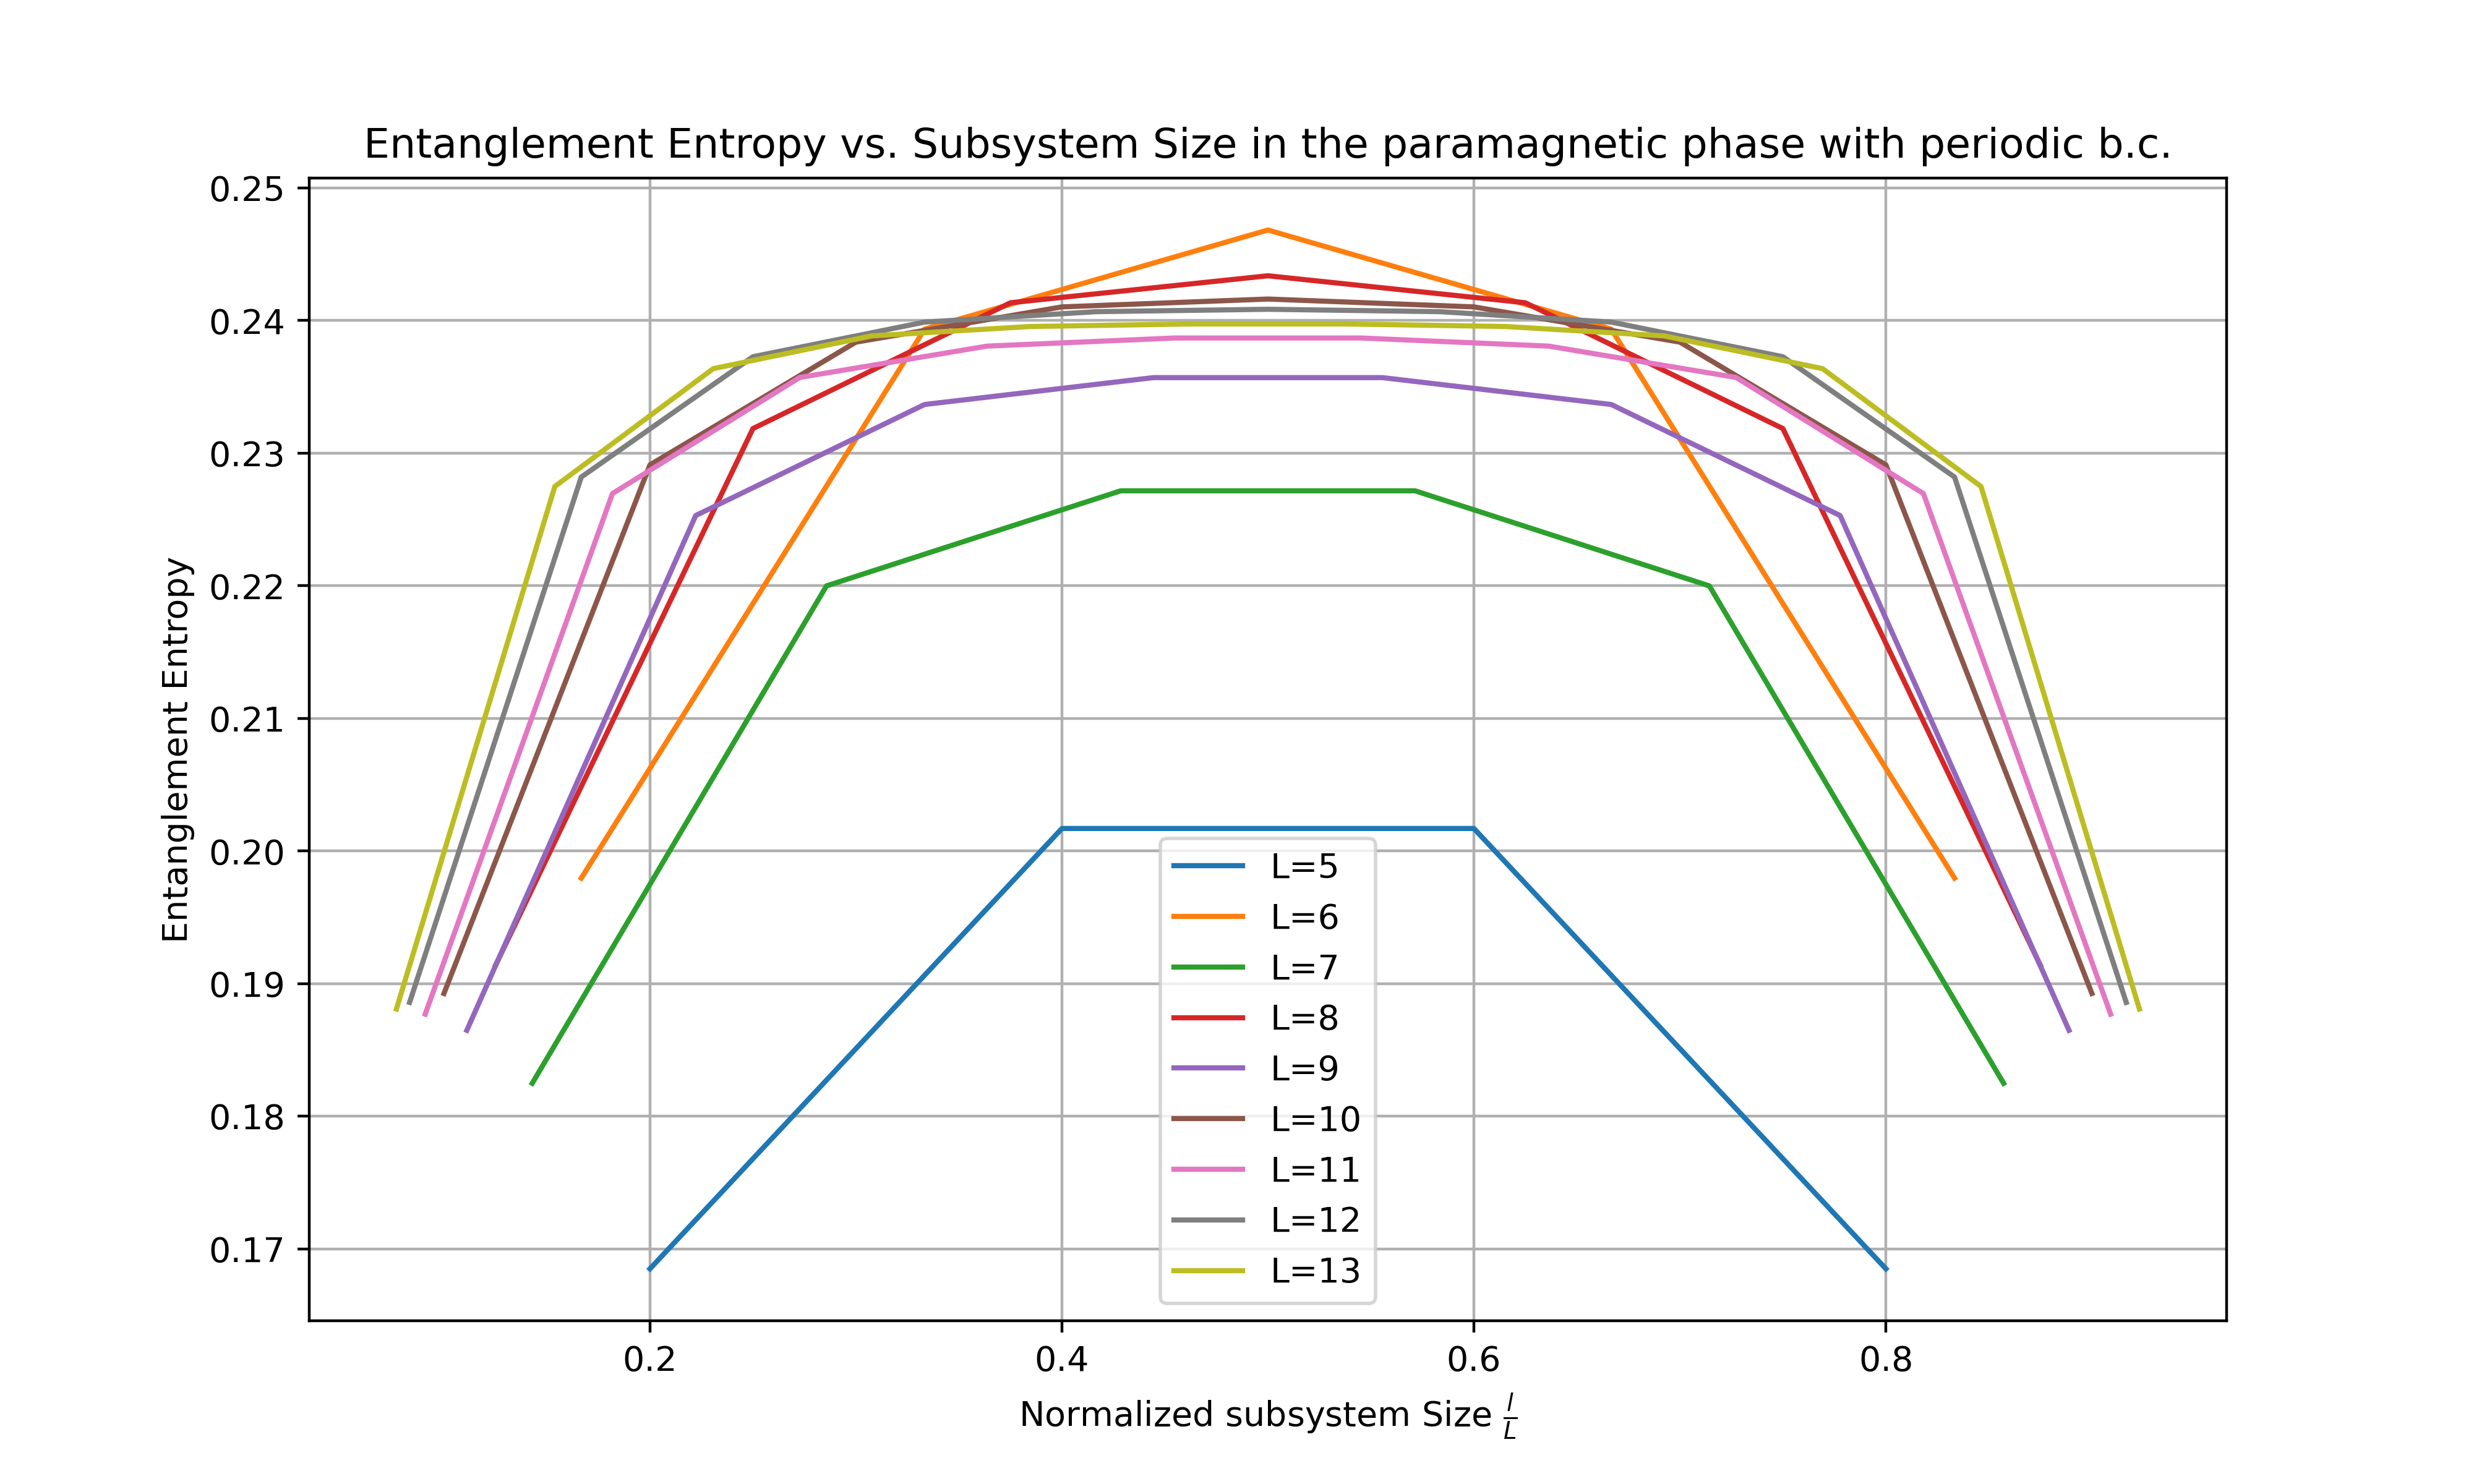 Entanglement Entropy vs. Subsystem Size in the paramagnetic phase with periodic b.c.
0.25
0.24
0.23
0.22
0.21
0.20
0.19
0.18
0.17
Entanglement Entropy
L=5
L=6
L=7
L=8
L=9
L=10
L=11
L=12
L=13
0.2 0.4 0.6 0.8
Normalized subsystem Size l/L